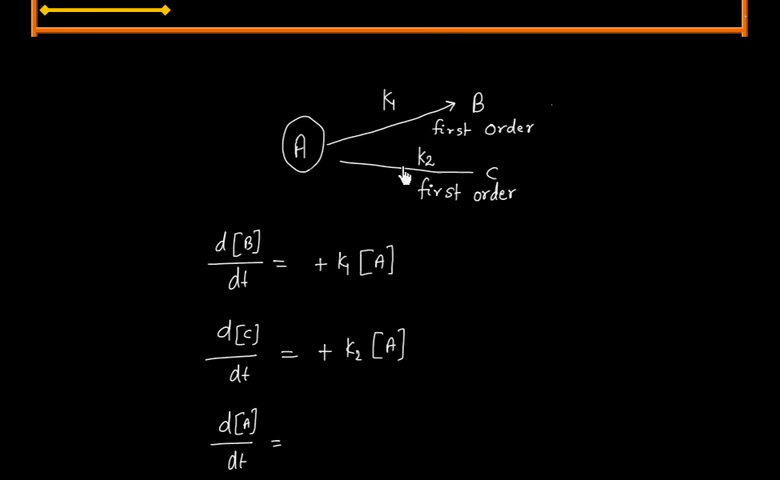 K1
B
first order
A
K2
C
first order
d[B]/dt = + K1 [A]
d[C]/dt = + K2 [A]
d[A]/dt =